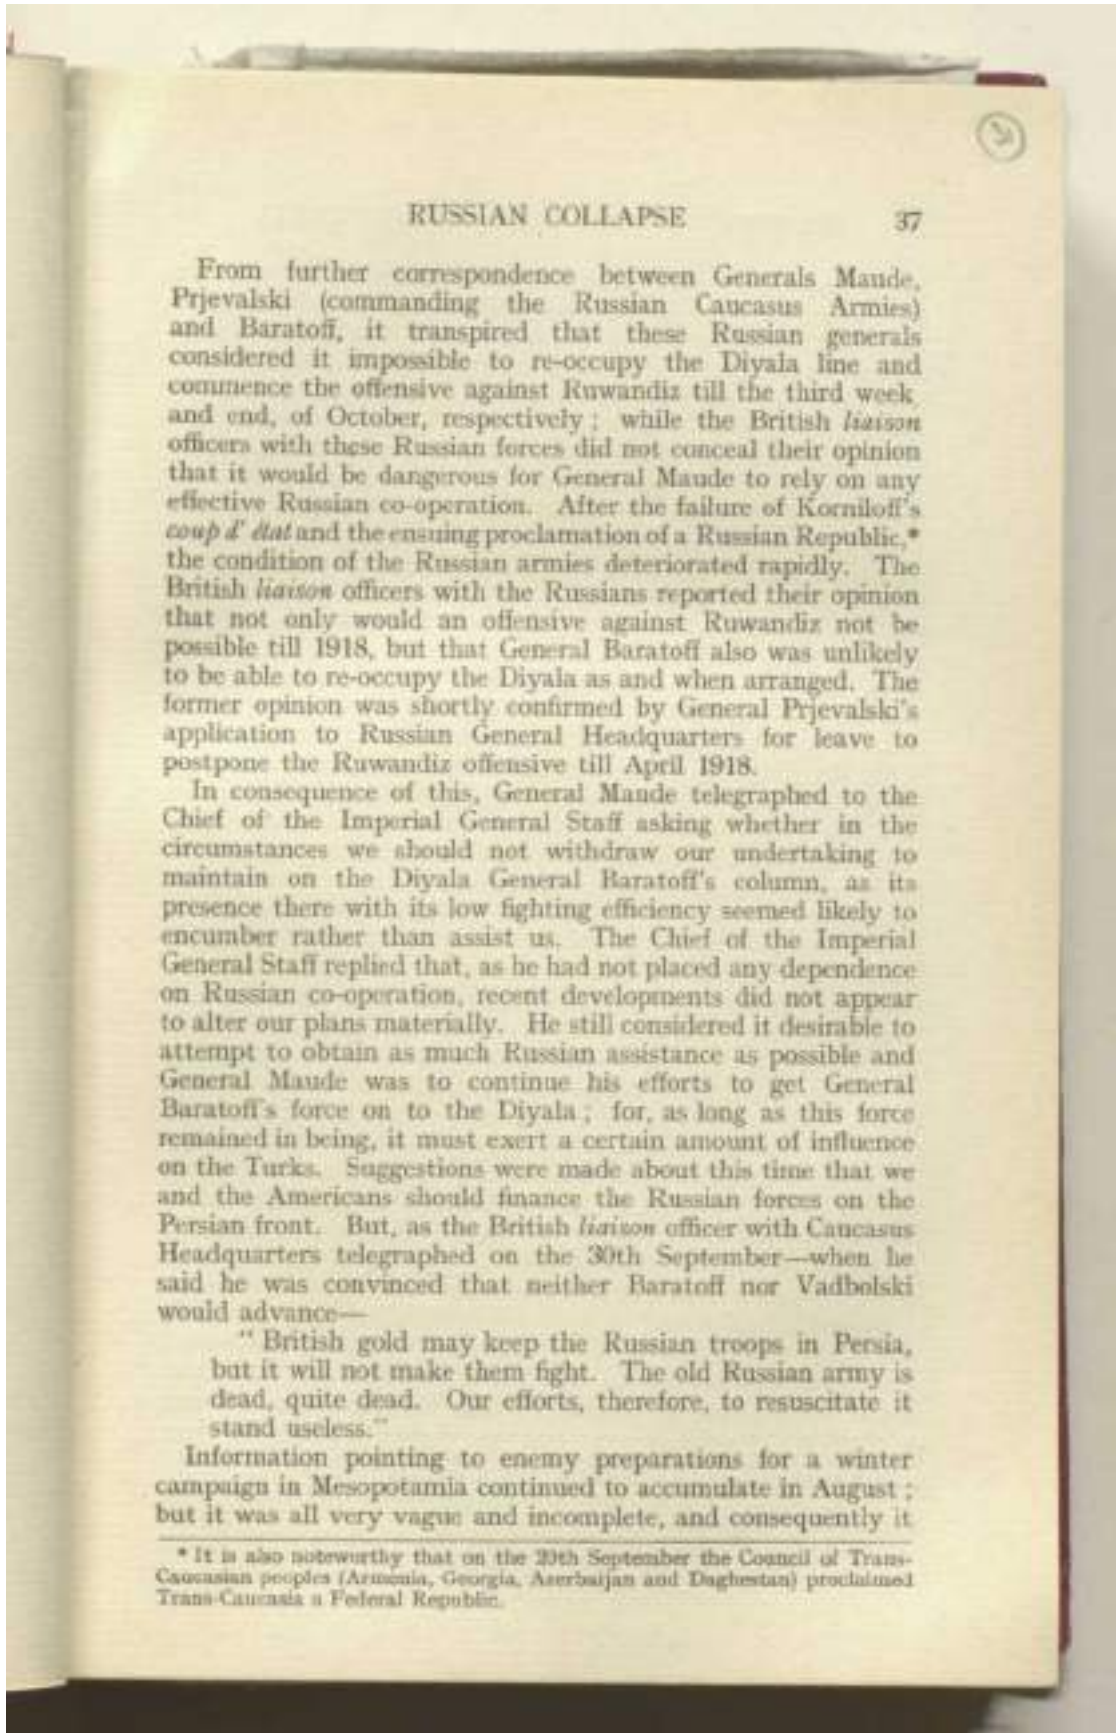 RUSSIAN COLLAPSE 37
From further correspondence between Generals Maude,
Prjevalski (commanding the Russian Caucasus Armies)
and Baratoff, it transpired that these Russian generals
considered it impossible to re-occupy the Diyala line and
commence the offensive against Ruwandiz till the third week
and end, of October, respectively ; while the British liaison
officers with these Russian forces did not conceal their opinion
that it would be dangerous for General Maude to rely on any
effective Russian co-operation. After the failure of Korniloff's
coup d' état and the ensuing proclamation of a Russian Republic,*
the condition of the Russian armies deteriorated rapidly. The
British liaison officers with the Russians reported their opinion
that not only would an offensive against Ruwandiz not be
possible till 1918, but that General Baratoff also was unlikely
to be able to re-occupy the Diyala as and when arranged. The
former opinion was shortly confirmed by General Prjevalski's
application to Russian General Headquarters for leave to
postpone the Ruwandiz offensive till April 1918.
In consequence of this, General Maude telegraphed to the
Chief of the Imperial General Staff asking whether in the
circumstances we should not withdraw our undertaking to
maintain on the Diyala General Baratoff's column, as its
presence there with its low fighting efficiency seemed likely to
encumber rather than assist us. The Chief of the Imperial
General Staff replied that, as he had not placed any dependence
on Russian co-operation, recent developments did not appear
to alter our plans materially. He still considered it desirable to
attempt to obtain as much Russian assistance as possible and
General Maude was to continue his efforts to get General
Baratoff's force on to the Diyala ; for, as long as this force
remained in being, it must exert a certain amount of influence
on the Turks. Suggestions were made about this time that we
and the Americans should finance the Russian forces on the
Persian front. But, as the British liaison officer with Caucasus
Headquarters telegraphed on the 30th September—when he
said he was convinced that neither Baratoff nor Vadbolski
would advance—
" British gold may keep the Russian troops in Persia,
but it will not make them fight. The old Russian army is
dead, quite dead. Our efforts, therefore, to resuscitate it
stand useless."
Information pointing to enemy preparations for a winter
campaign in Mesopotamia continued to accumulate in August ;
but it was all very vague and incomplete, and consequently it
* It is also noteworthy that on the September the Council of Trans-
Caucasian peoples (Armenia, Georgia, Azerbaijan and Daghestan) proclaimed
Trans-Caucasia a Federal Republic.